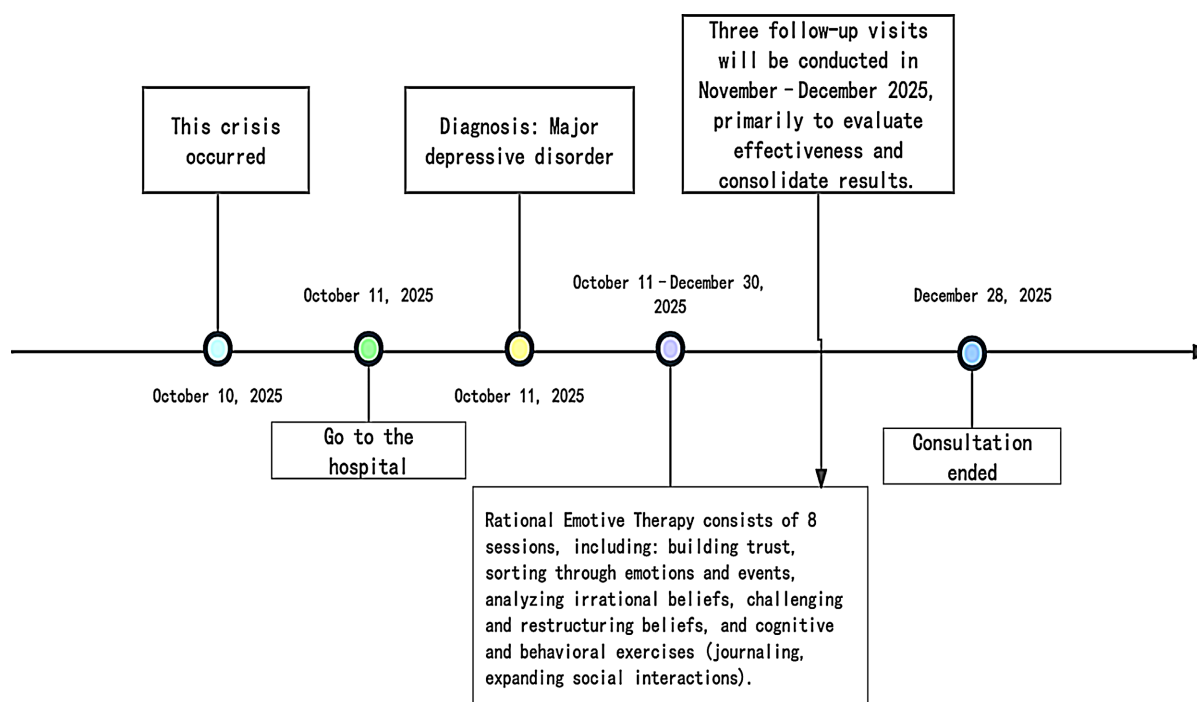 Three follow-up visits
will be conducted in
November–December 2025,
primarily to evaluate
effectiveness and
consolidate results.
This crisis
occurred
Diagnosis: Major
depressive disorder
October 11, 2025
October 11–December 30,
2025
December 28, 2025
October 10, 2025
October 11, 2025
Go to the
hospital
Consultation
ended
Rational Emotive Therapy consists of 8
sessions, including: building trust,
sorting through emotions and events,
analyzing irrational beliefs, challenging
and restructuring beliefs, and cognitive
and behavioral exercises (journaling,
expanding social interactions).